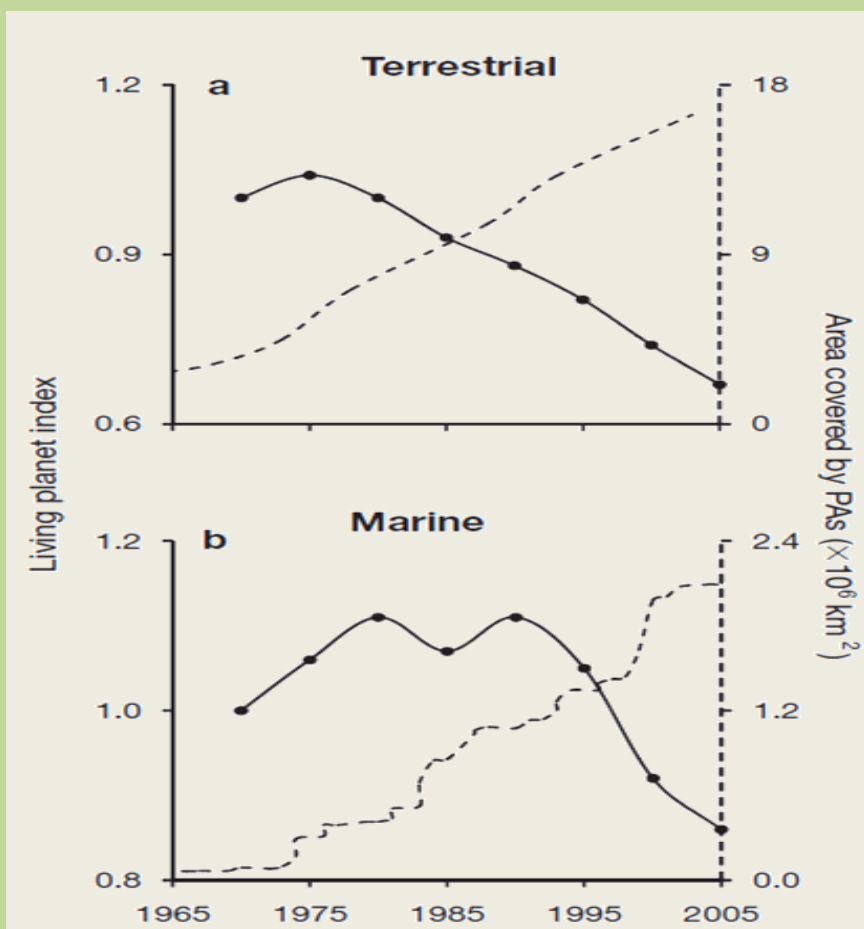 Terrestrial
1.2 a 18
0.9 9
0.6 0
Marine
1.2 b 2.4
1.0 1.2
0.8 0.0
1965 1975 1985 1995 2005
Living planet index
Area covered by PAs (×10⁶ km²)